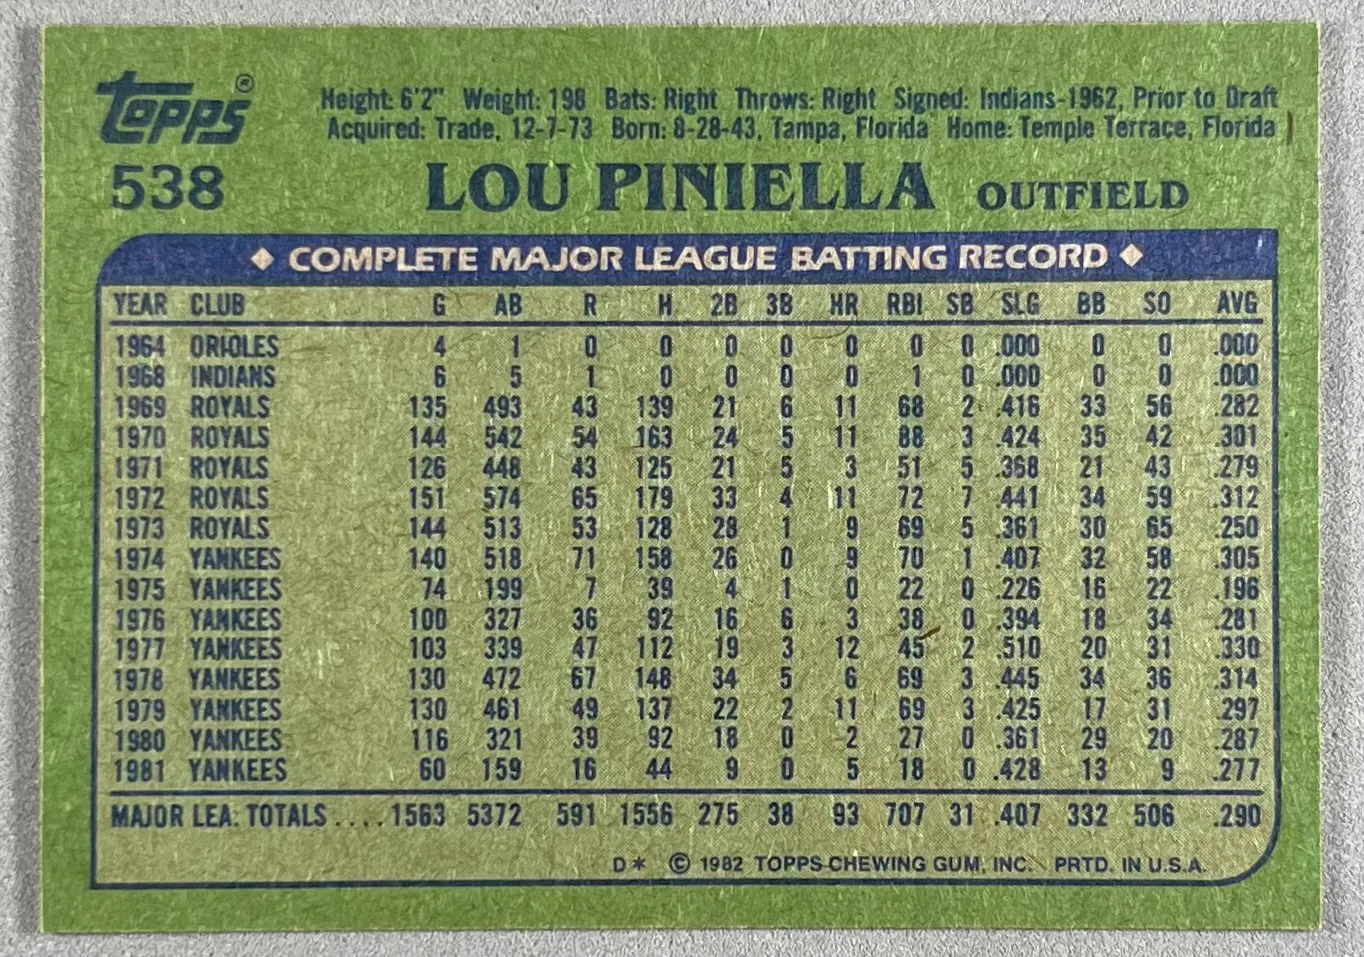 Topps®
Height: 6'2" Weight: 198 Bats: Right Throws: Right Signed: Indians-1962, Prior to Draft
Acquired: Trade, 12-7-73 Born: 8-28-43, Tampa, Florida Home: Temple Terrace, Florida
538 LOU PINIELLA OUTFIELD
COMPLETE MAJOR LEAGUE BATTING RECORD
YEAR CLUB G AB R H 2B 3B HR RBI SB SLG BB SO AVG
1964 ORIOLES 4 1 0 0 0 0 0 0 0 .000 0 0 .000
1968 INDIANS 6 5 1 0 0 0 0 1 0 .000 0 0 .000
1969 ROYALS 135 493 43 139 21 6 11 68 2 .416 33 56 .282
1970 ROYALS 144 542 54 163 24 5 11 88 3 .424 35 42 .301
1971 ROYALS 126 448 43 125 21 5 3 51 5 .368 21 43 .279
1972 ROYALS 151 574 65 179 33 4 11 72 7 .441 34 59 .312
1973 ROYALS 144 513 53 128 28 1 9 69 5 .361 30 65 .250
1974 YANKEES 140 518 71 158 26 0 9 70 1 .407 32 58 .305
1975 YANKEES 74 199 7 39 4 1 0 22 0 .226 16 22 .196
1976 YANKEES 100 327 36 92 16 6 3 38 0 .394 18 34 .281
1977 YANKEES 103 339 47 112 19 3 12 45 2 .510 20 31 .330
1978 YANKEES 130 472 67 148 34 5 6 69 3 .445 34 36 .314
1979 YANKEES 130 461 49 137 22 2 11 69 3 .425 17 31 .297
1980 YANKEES 116 321 39 92 18 0 2 27 0 .361 29 20 .287
1981 YANKEES 60 159 16 44 9 0 5 18 0 .428 13 9 .277
MAJOR LEA. TOTALS .... 1563 5372 591 1556 275 38 93 707 31 .407 332 506 .290
D* © 1982 TOPPS CHEWING GUM, INC. PRTD. IN U.S.A.